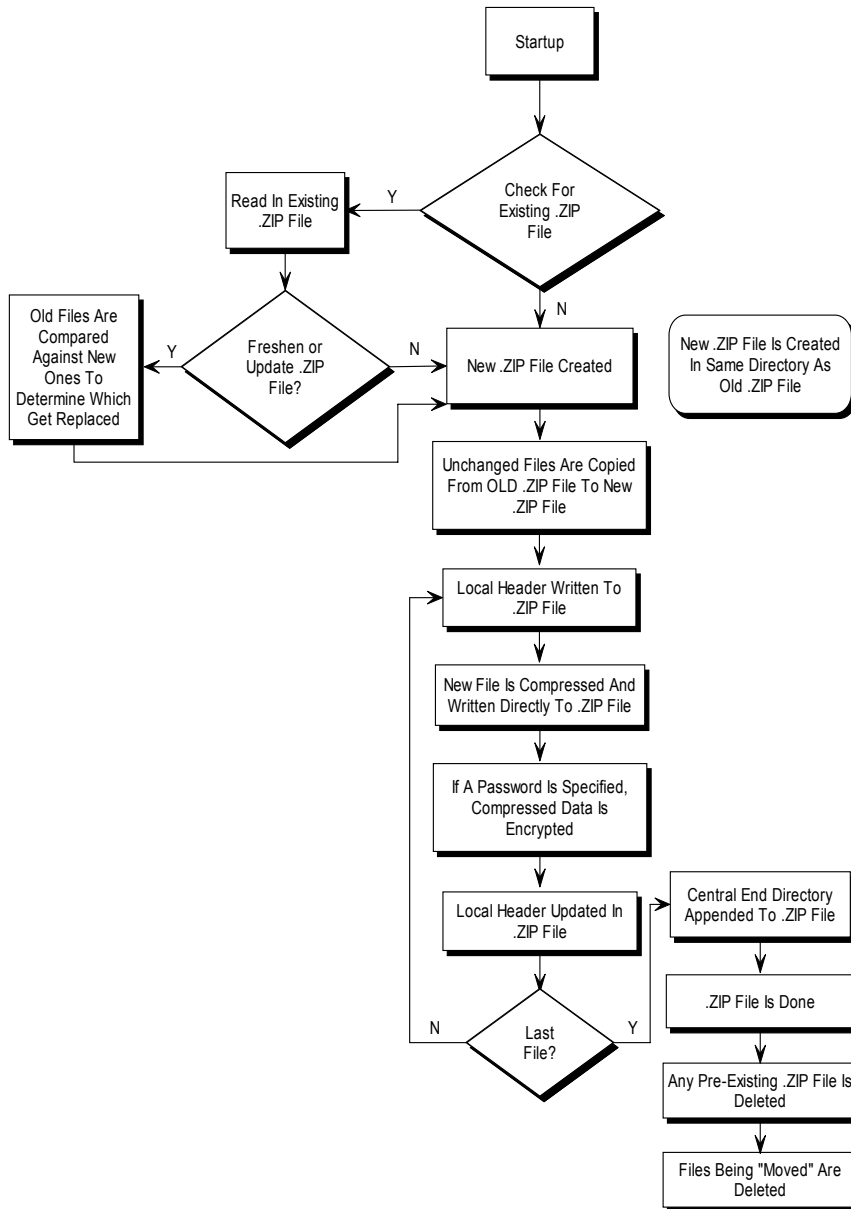 Startup
Check For
Existing .ZIP
File
Y
N
Read In Existing
.ZIP File
Freshen or
Update .ZIP
File?
Y
N
Old Files Are
Compared
Against New
Ones To
Determine Which
Get Replaced
New .ZIP File Created
New .ZIP File Is Created
In Same Directory As
Old .ZIP File
Unchanged Files Are Copied
From OLD .ZIP File To New
.ZIP File
Local Header Written To
.ZIP File
New File Is Compressed And
Written Directly To .ZIP File
If A Password Is Specified,
Compressed Data Is
Encrypted
Local Header Updated In
.ZIP File
Last
File?
N
Y
Central End Directory
Appended To .ZIP File
.ZIP File Is Done
Any Pre-Existing .ZIP File Is
Deleted
Files Being "Moved" Are
Deleted